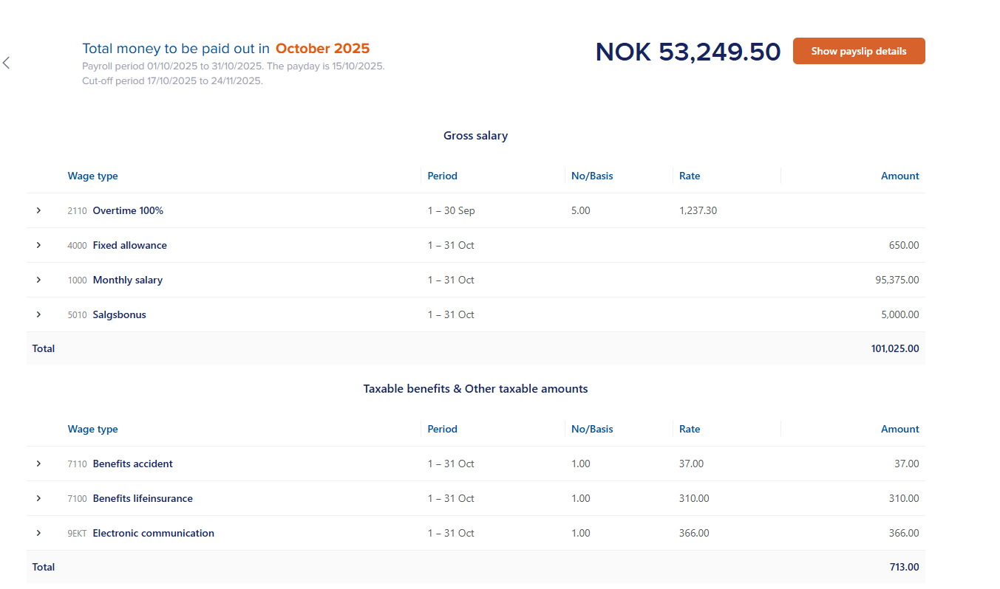 Total money to be paid out in October 2025 NOK 53,249.50 Show payslip details
Payroll period 01/10/2025 to 31/10/2025. The payday is 15/10/2025.
Cut-off period 17/10/2025 to 24/11/2025.
Gross salary
Wage type Period No/Basis Rate Amount
2110 Overtime 100% 1 – 30 Sep 5.00 1,237.30
4000 Fixed allowance 1 – 31 Oct 650.00
1000 Monthly salary 1 – 31 Oct 95,375.00
5010 Salgsbonus 1 – 31 Oct 5,000.00
Total 101,025.00
Taxable benefits & Other taxable amounts
Wage type Period No/Basis Rate Amount
7110 Benefits accident 1 – 31 Oct 1.00 37.00 37.00
7100 Benefits lifeinsurance 1 – 31 Oct 1.00 310.00 310.00
9EKT Electronic communication 1 – 31 Oct 1.00 366.00 366.00
Total 713.00